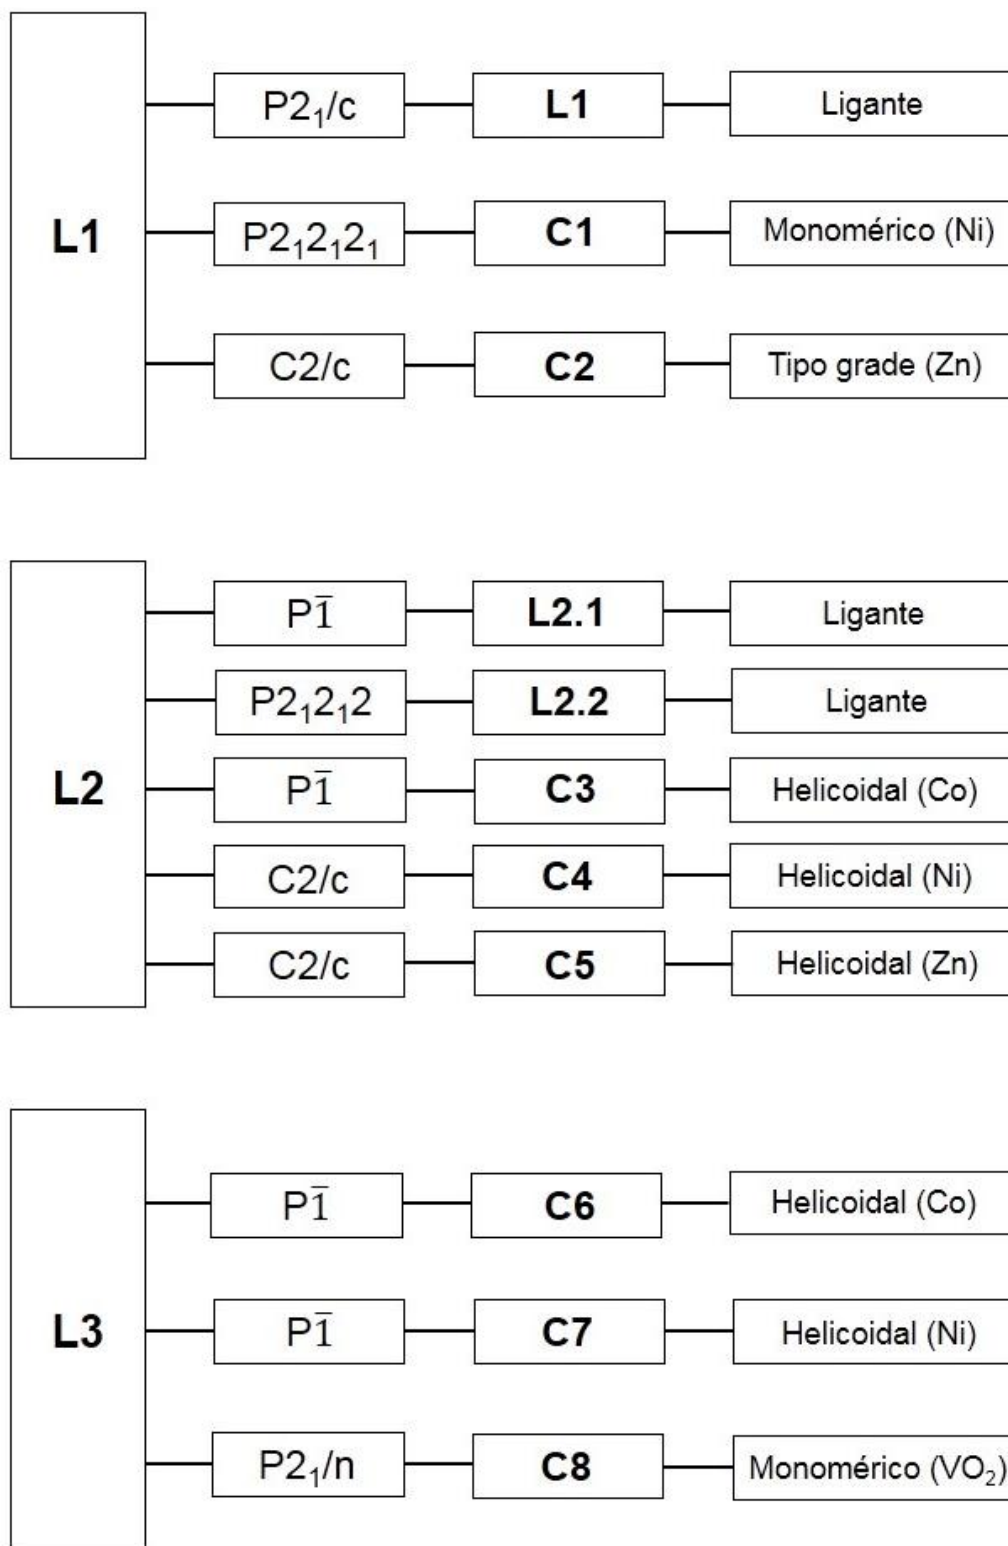 L1
P2₁/c L1 Ligante
P2₁2₁2₁ C1 Monomérico (Ni)
C2/c C2 Tipo grade (Zn)
L2
P1̅ L2.1 Ligante
P2₁2₁2 L2.2 Ligante
P1̅ C3 Helicoidal (Co)
C2/c C4 Helicoidal (Ni)
C2/c C5 Helicoidal (Zn)
L3
P1̅ C6 Helicoidal (Co)
P1̅ C7 Helicoidal (Ni)
P2₁/n C8 Monomérico (VO₂)